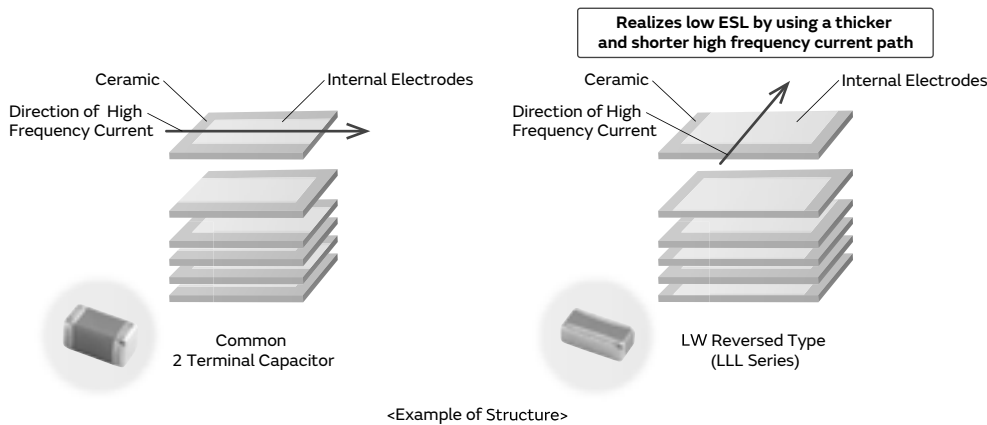 Realizes low ESL by using a thicker
and shorter high frequency current path
Ceramic
Internal Electrodes
Direction of High
Frequency Current
Common
2 Terminal Capacitor
Ceramic
Internal Electrodes
Direction of High
Frequency Current
LW Reversed Type
(LLL Series)
<Example of Structure>